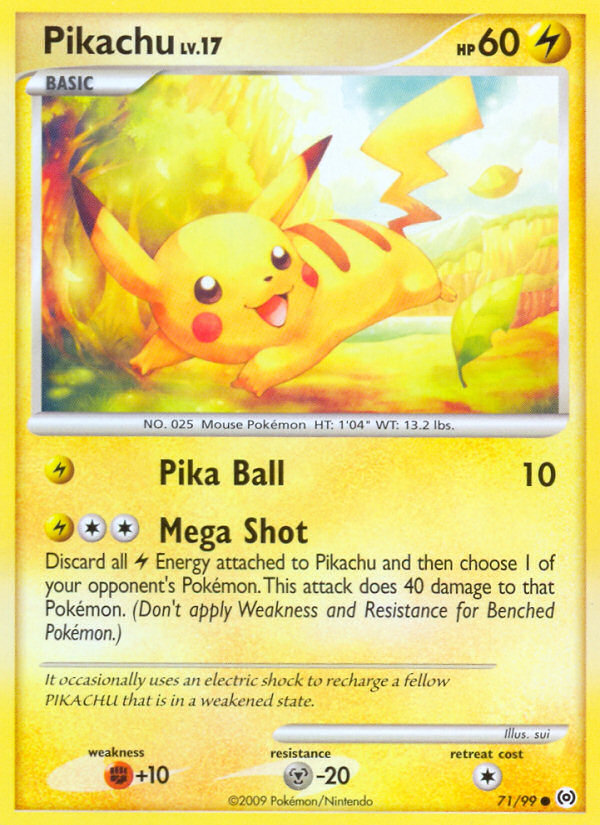 Pikachu LV.17 HP 60
BASIC
NO. 025 Mouse Pokémon HT: 1'04" WT: 13.2 lbs.
Pika Ball 10
Mega Shot
Discard all Energy attached to Pikachu and then choose 1 of
your opponent's Pokémon. This attack does 40 damage to that
Pokémon. (Don't apply Weakness and Resistance for Benched
Pokémon.)
It occasionally uses an electric shock to recharge a fellow
PIKACHU that is in a weakened state.
Illus. sui
weakness resistance retreat cost
+10 -20
©2009 Pokémon/Nintendo 71/99